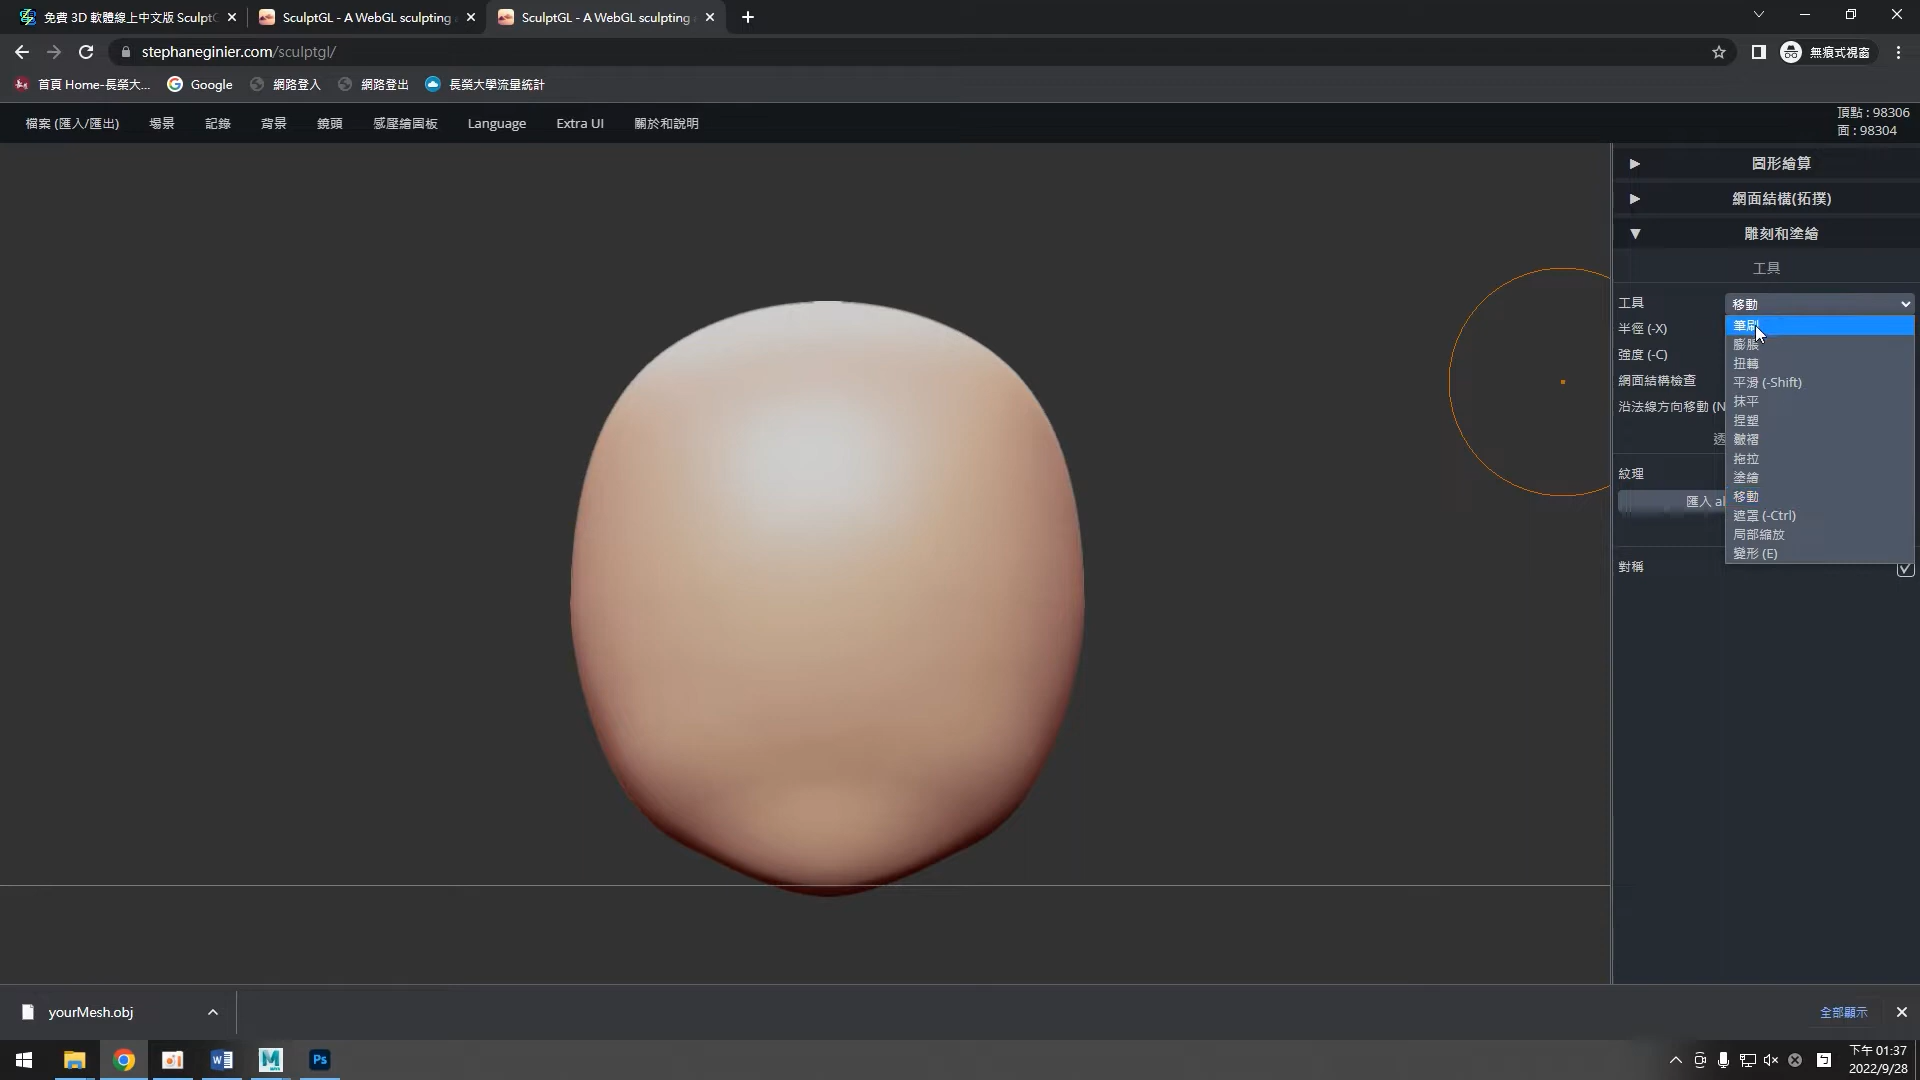 免費 3D 軟體線上中文版 Sculpt
SculptGL - A WebGL sculpting
SculptGL - A WebGL sculpting
stephaneginier.com/sculptgl/
無痕式視窗
首頁 Home-長榮大...
Google
網路登入
網路登出
長榮大學流量統計
檔案 (匯入/匯出)
場景
記錄
背景
鏡頭
感壓繪圖板
Language
Extra UI
關於和說明
頂點 : 98306
面 : 98304
圖形繪算
網面結構(拓撲)
雕刻和塗繪
工具
工具
移動
半徑 (-X)
筆刷
膨脹
強度 (-C)
扭轉
網面結構檢查
平滑 (-Shift)
沿法線方向移動 (N
抹平
捏塑
透
皺褶
拖拉
紋理
塗繪
匯入 al
移動
遮罩 (-Ctrl)
局部縮放
變形 (E)
對稱
yourMesh.obj
全部顯示
Ps
下午 01:37
2022/9/28